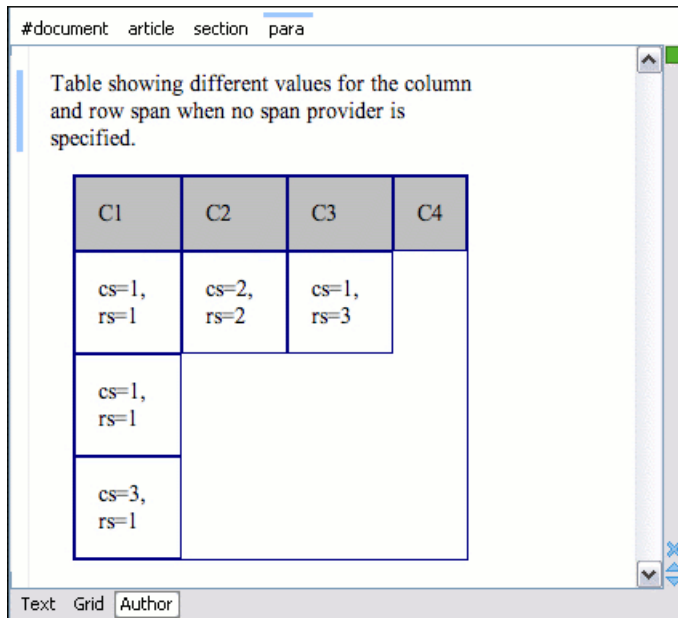 #document article section para
Table showing different values for the column
and row span when no span provider is
specified.
C1 C2 C3 C4
cs=1, cs=2, cs=1,
rs=1 rs=2 rs=3
cs=1,
rs=1
cs=3,
rs=1
Text Grid Author